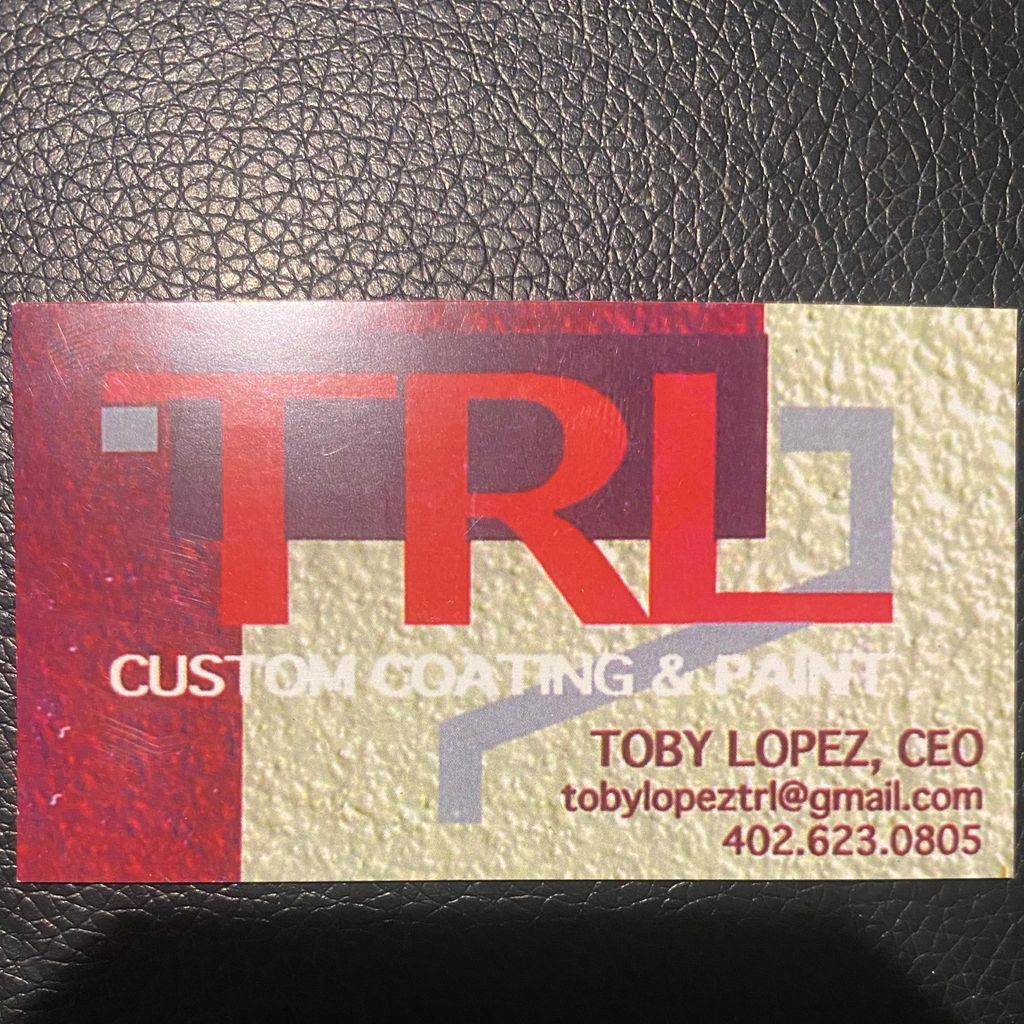 TRL
CUSTOM COATING & PAINT
TOBY LOPEZ, CEO
tobylopeztrl@gmail.com
402.623.0805